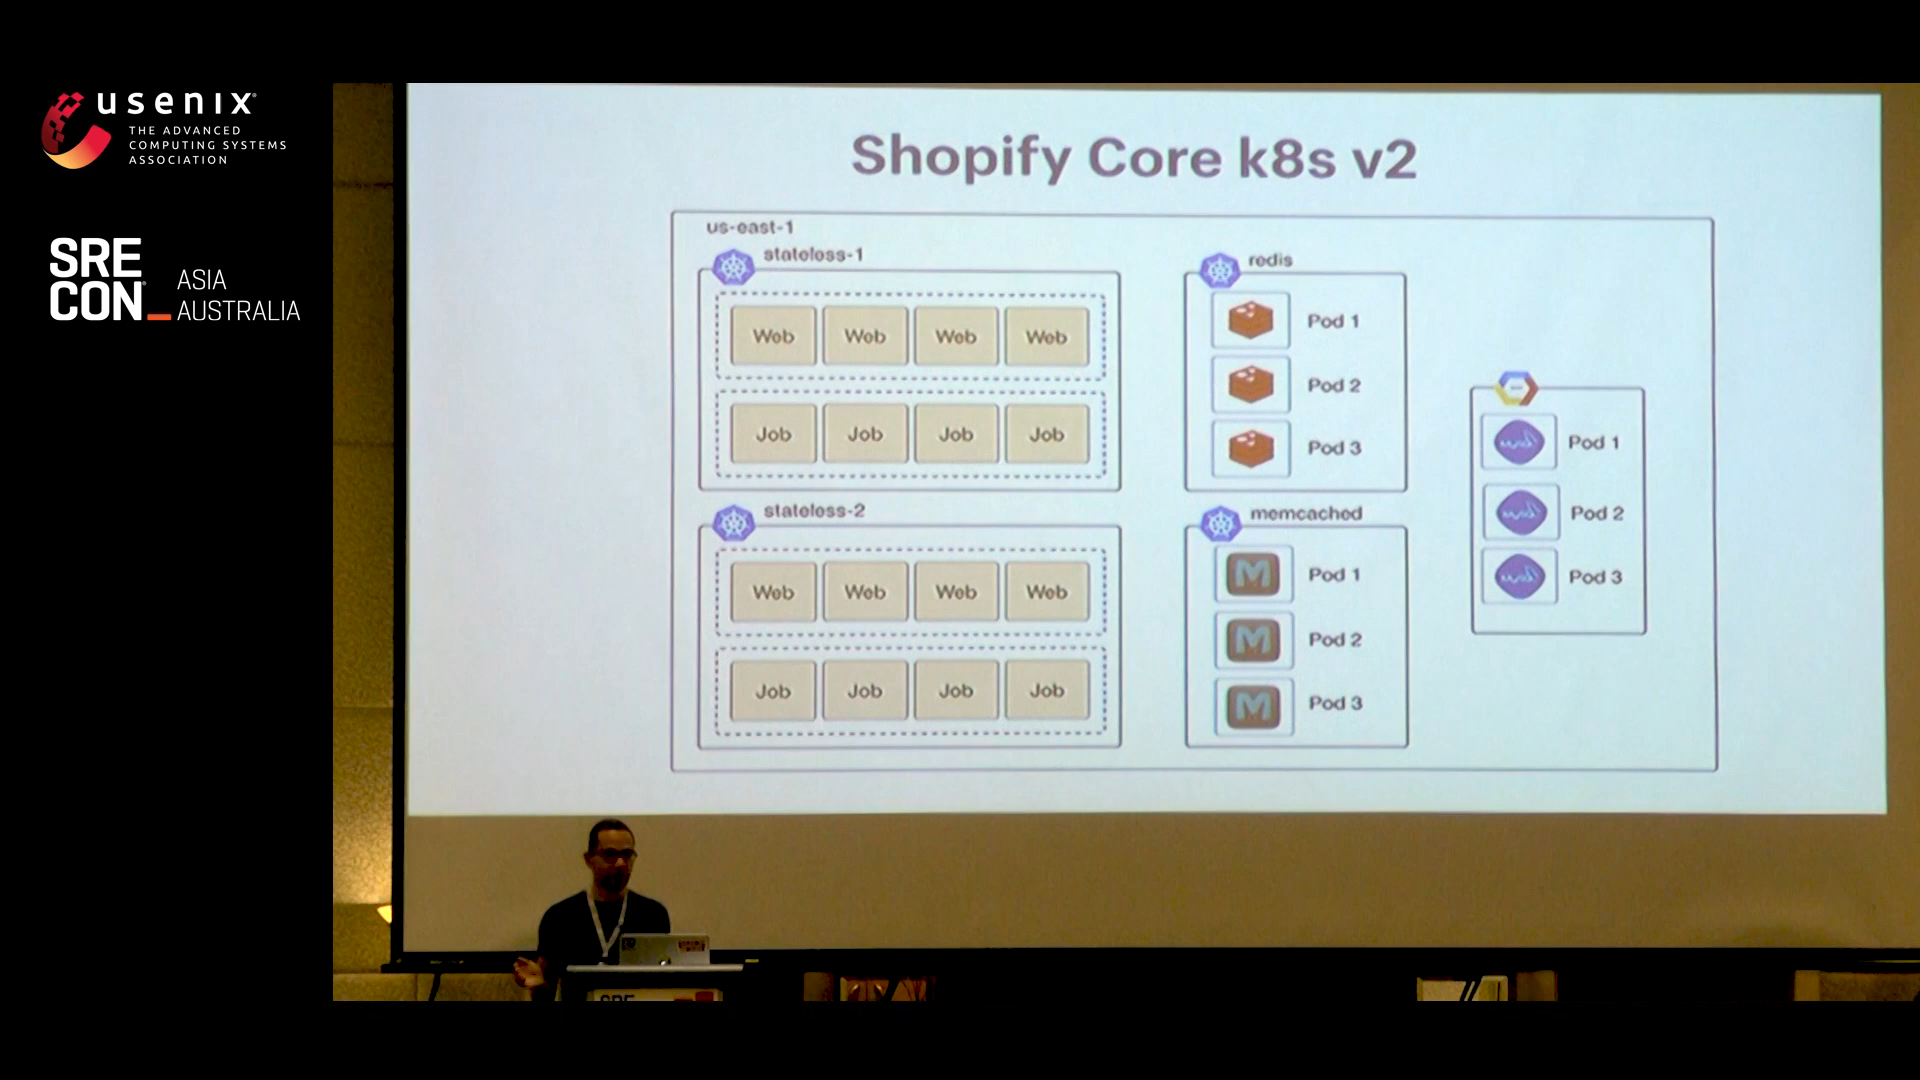 usenix
THE ADVANCED
COMPUTING SYSTEMS
ASSOCIATION
SRE
CON_ ASIA
AUSTRALIA
Shopify Core k8s v2
us-east-1
stateless-1
Web Web Web Web
Job Job Job Job
stateless-2
Web Web Web Web
Job Job Job Job
redis
Pod 1
Pod 2
Pod 3
memcached
M Pod 1
M Pod 2
M Pod 3
Pod 1
Pod 2
Pod 3
SRE